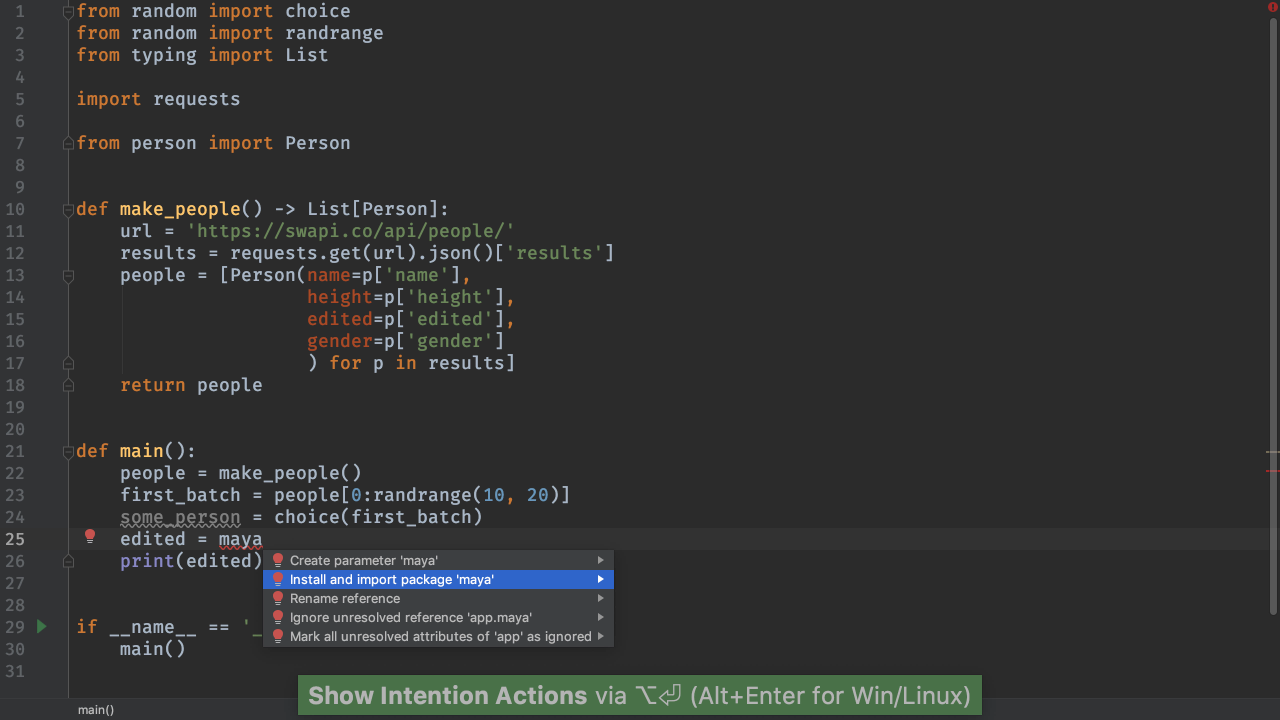 1 from random import choice
2 from random import randrange
3 from typing import List
4
5 import requests
6
7 from person import Person
8
9
10 def make_people() -> List[Person]:
11     url = 'https://swapi.co/api/people/'
12     results = requests.get(url).json()['results']
13     people = [Person(name=p['name'],
14                      height=p['height'],
15                      edited=p['edited'],
16                      gender=p['gender']
17                      ) for p in results]
18     return people
19
20
21 def main():
22     people = make_people()
23     first_batch = people[0:randrange(10, 20)]
24     some_person = choice(first_batch)
25     edited = maya
26     print(edited)
Create parameter 'maya'
27
Install and import package 'maya'
28
Rename reference
29 if __name__ == '_
Ignore unresolved reference 'app.maya'
30     main()
Mark all unresolved attributes of 'app' as ignored
31
Show Intention Actions via ⌥⏎ (Alt+Enter for Win/Linux)
main()